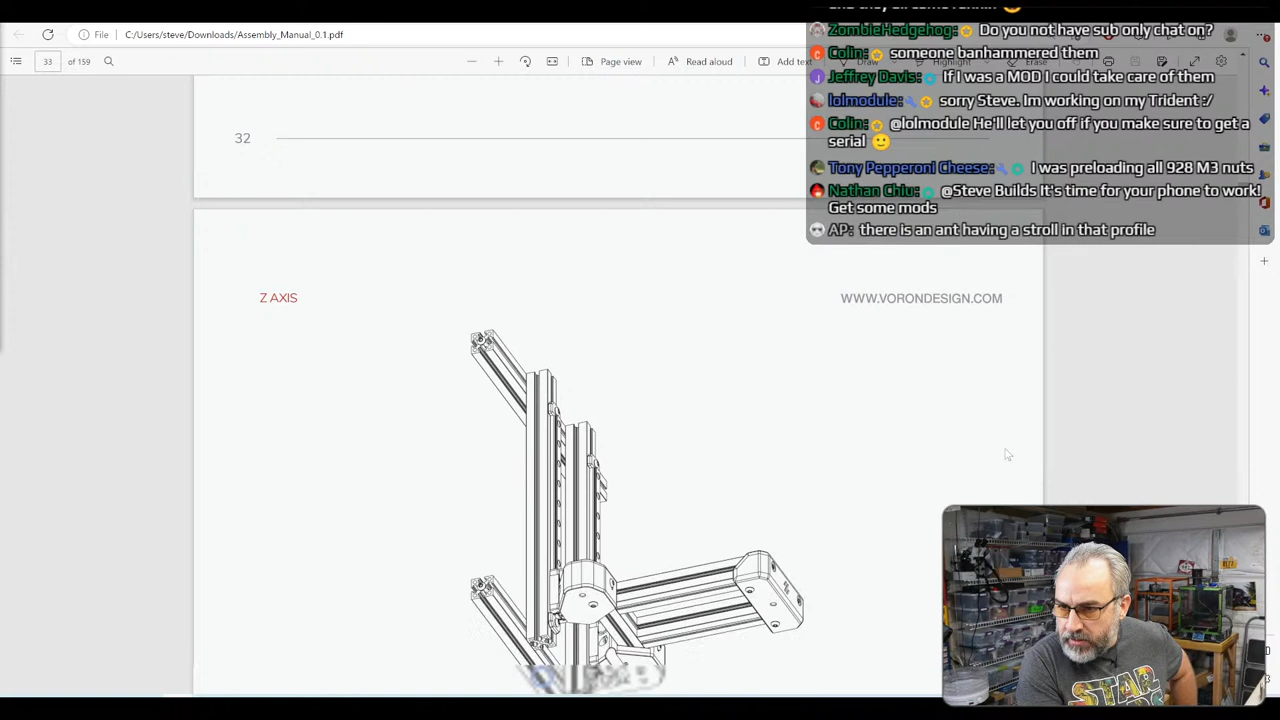 File
C:/Users/steve/Downloads/Assembly_Manual_0.1.pdf
33 of 159
Page view
Read aloud
Add text
Draw
Highlight
Erase
ZombieHedgehog: Do you not have sub only chat on?
Colin: someone banhammered them
Jeffrey Davis: If I was a MOD I could take care of them
lolmodule: sorry Steve. Im working on my Trident :/
Colin: @lolmodule He'll let you off if you make sure to get a
serial 🙂
Tony Pepperoni Cheese: I was preloading all 928 M3 nuts
Nathan Chiu: @Steve Builds It's time for your phone to work!
Get some mods
AP: there is an ant having a stroll in that profile
32
Z AXIS
WWW.VORONDESIGN.COM
STAR